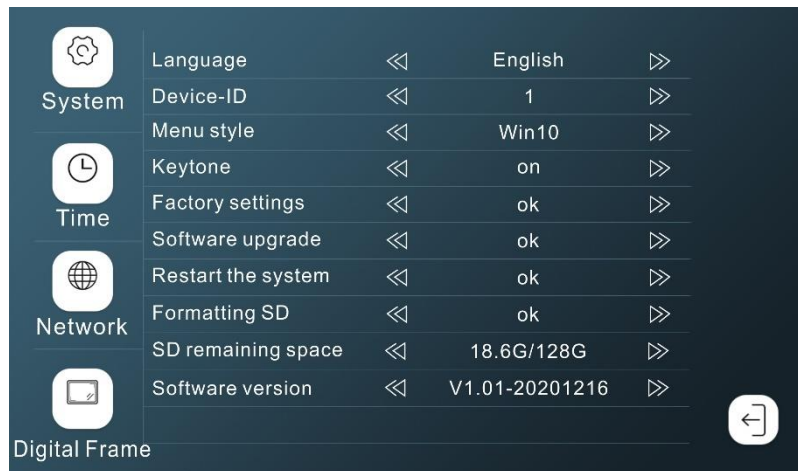 System
Time
Network
Digital Frame
Language English
Device-ID 1
Menu style Win10
Keytone on
Factory settings ok
Software upgrade ok
Restart the system ok
Formatting SD ok
SD remaining space 18.6G/128G
Software version V1.01-20201216